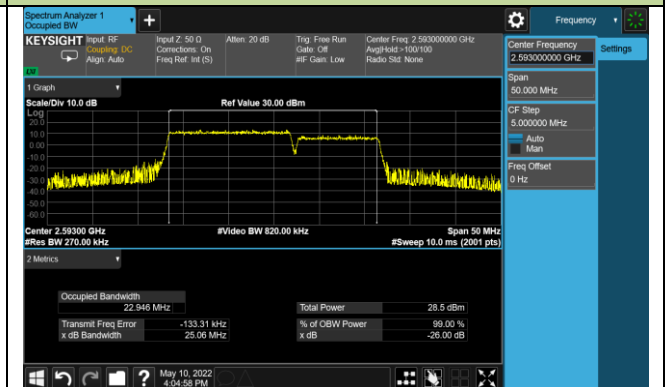 Spectrum Analyzer 1
Occupied BW
+
Frequency
KEYSIGHT
Input: RF
Coupling: DC
Align: Auto
Input Z: 50 Ω
Corrections: On
Freq Ref: Int (S)
Atten: 20 dB
Trig: Free Run
Gate: Off
#IF Gain: Low
Center Freq: 2.593000000 GHz
Avg|Hold:>100/100
Radio Std: None
Center Frequency
2.593000000 GHz
Settings
Span
50.000 MHz
CF Step
5.000000 MHz
Auto
Man
Freq Offset
0 Hz
1 Graph
Scale/Div 10.0 dB
Ref Value 30.00 dBm
Log
20.0
10.0
0.00
-10.0
-20.0
-30.0
-40.0
-50.0
-60.0
Center 2.59300 GHz
#Video BW 820.00 kHz
Span 50 MHz
#Res BW 270.00 kHz
#Sweep 10.0 ms (2001 pts)
2 Metrics
Occupied Bandwidth
22.946 MHz
Total Power 28.5 dBm
Transmit Freq Error -133.31 kHz
% of OBW Power 99.00 %
x dB Bandwidth 25.06 MHz
x dB -26.00 dB
?
May 10, 2022
4:04:58 PM